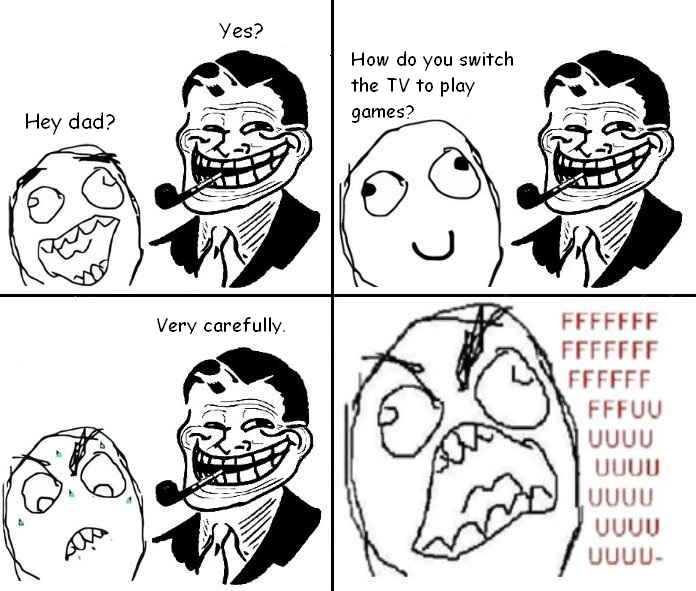 Yes?
Hey dad?
How do you switch
the TV to play
games?
Very carefully.
FFFFFFF
FFFFFFF
FFFFFF
FFFUU
UUUU
UUUU
UUUU
UUUU
UUUU-